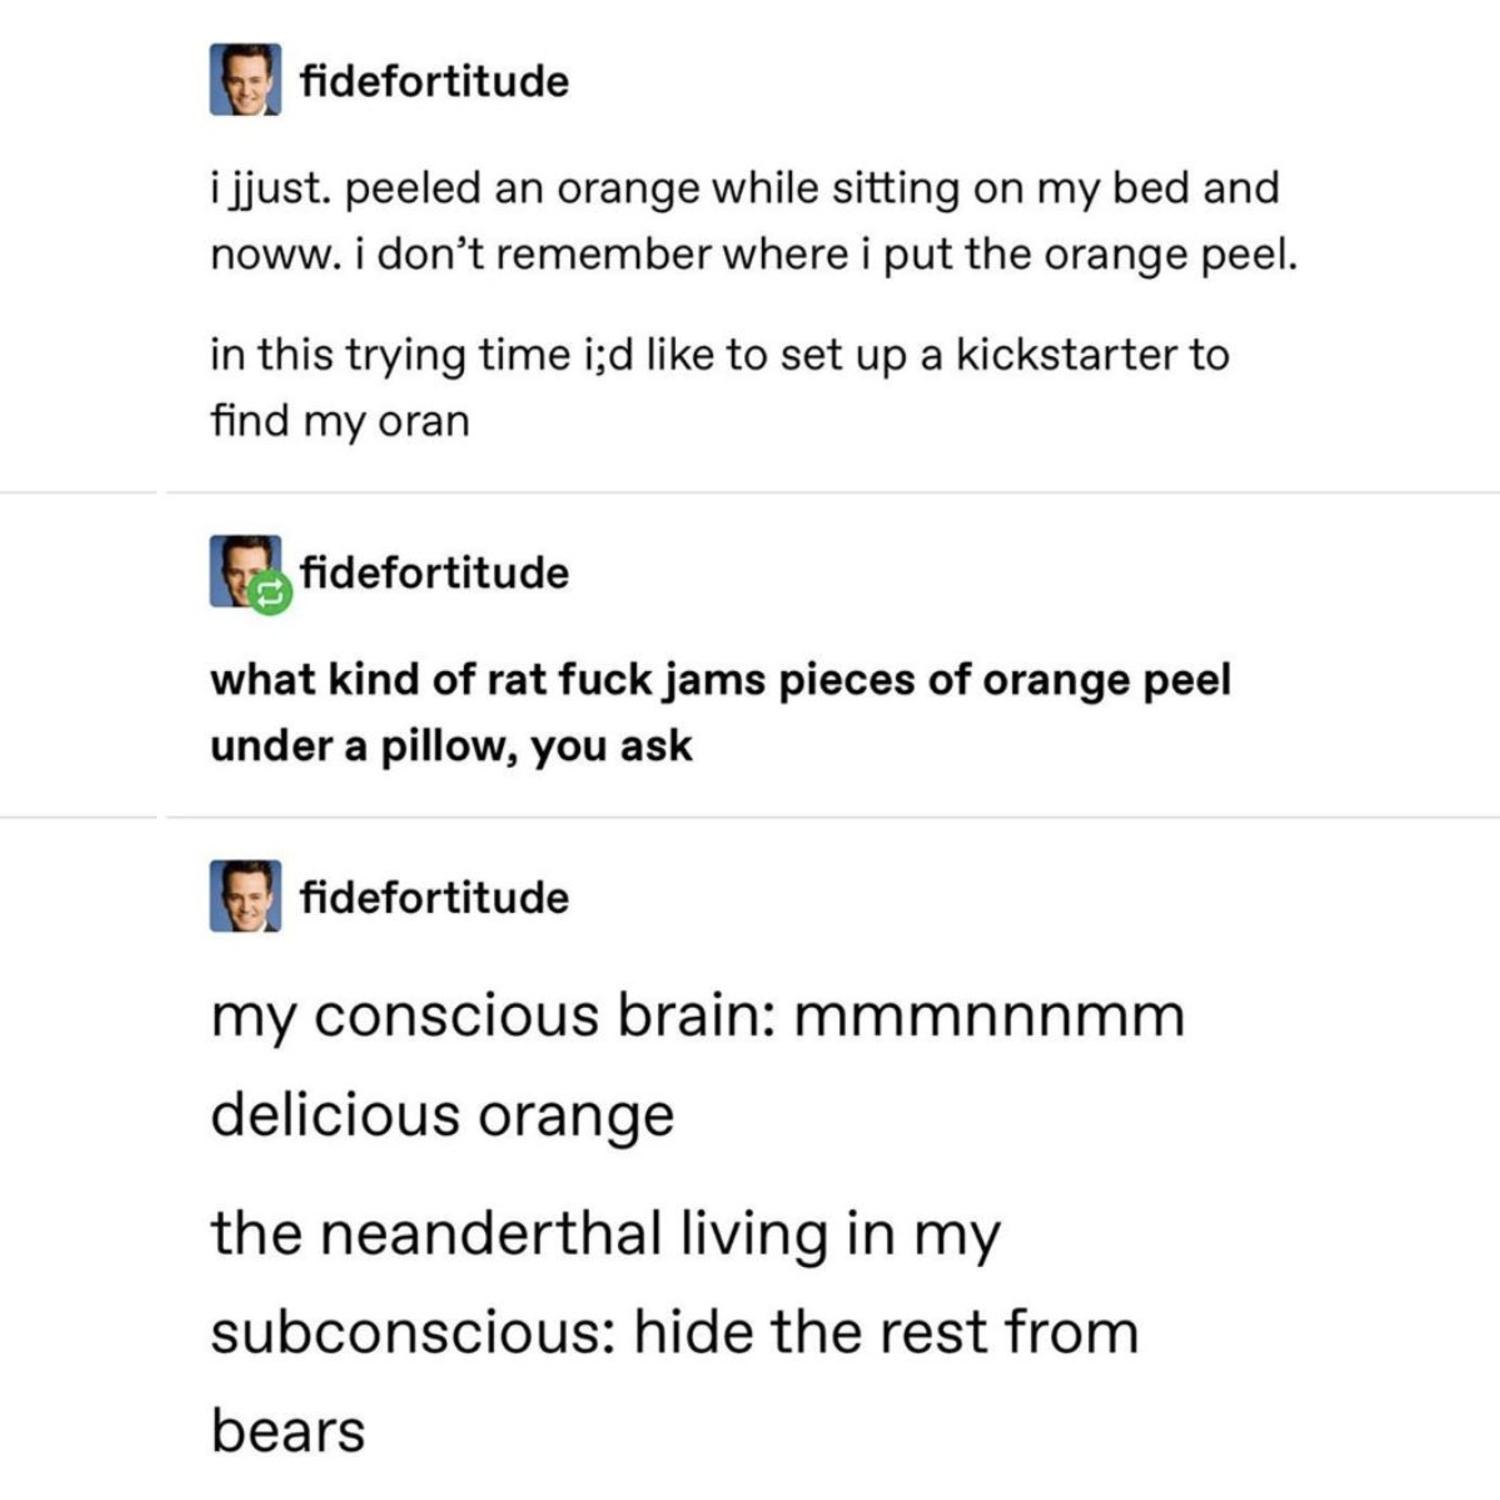 fidefortitude
i jjust. peeled an orange while sitting on my bed and
noww. i don’t remember where i put the orange peel.
in this trying time i;d like to set up a kickstarter to
find my oran
fidefortitude
what kind of rat fuck jams pieces of orange peel
under a pillow, you ask
fidefortitude
my conscious brain: mmmnnnmm
delicious orange
the neanderthal living in my
subconscious: hide the rest from
bears